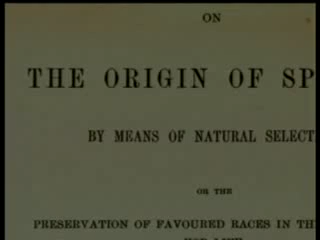 ON
THE ORIGIN OF SP
BY MEANS OF NATURAL SELECT
OR THE
PRESERVATION OF FAVOURED RACES IN TH